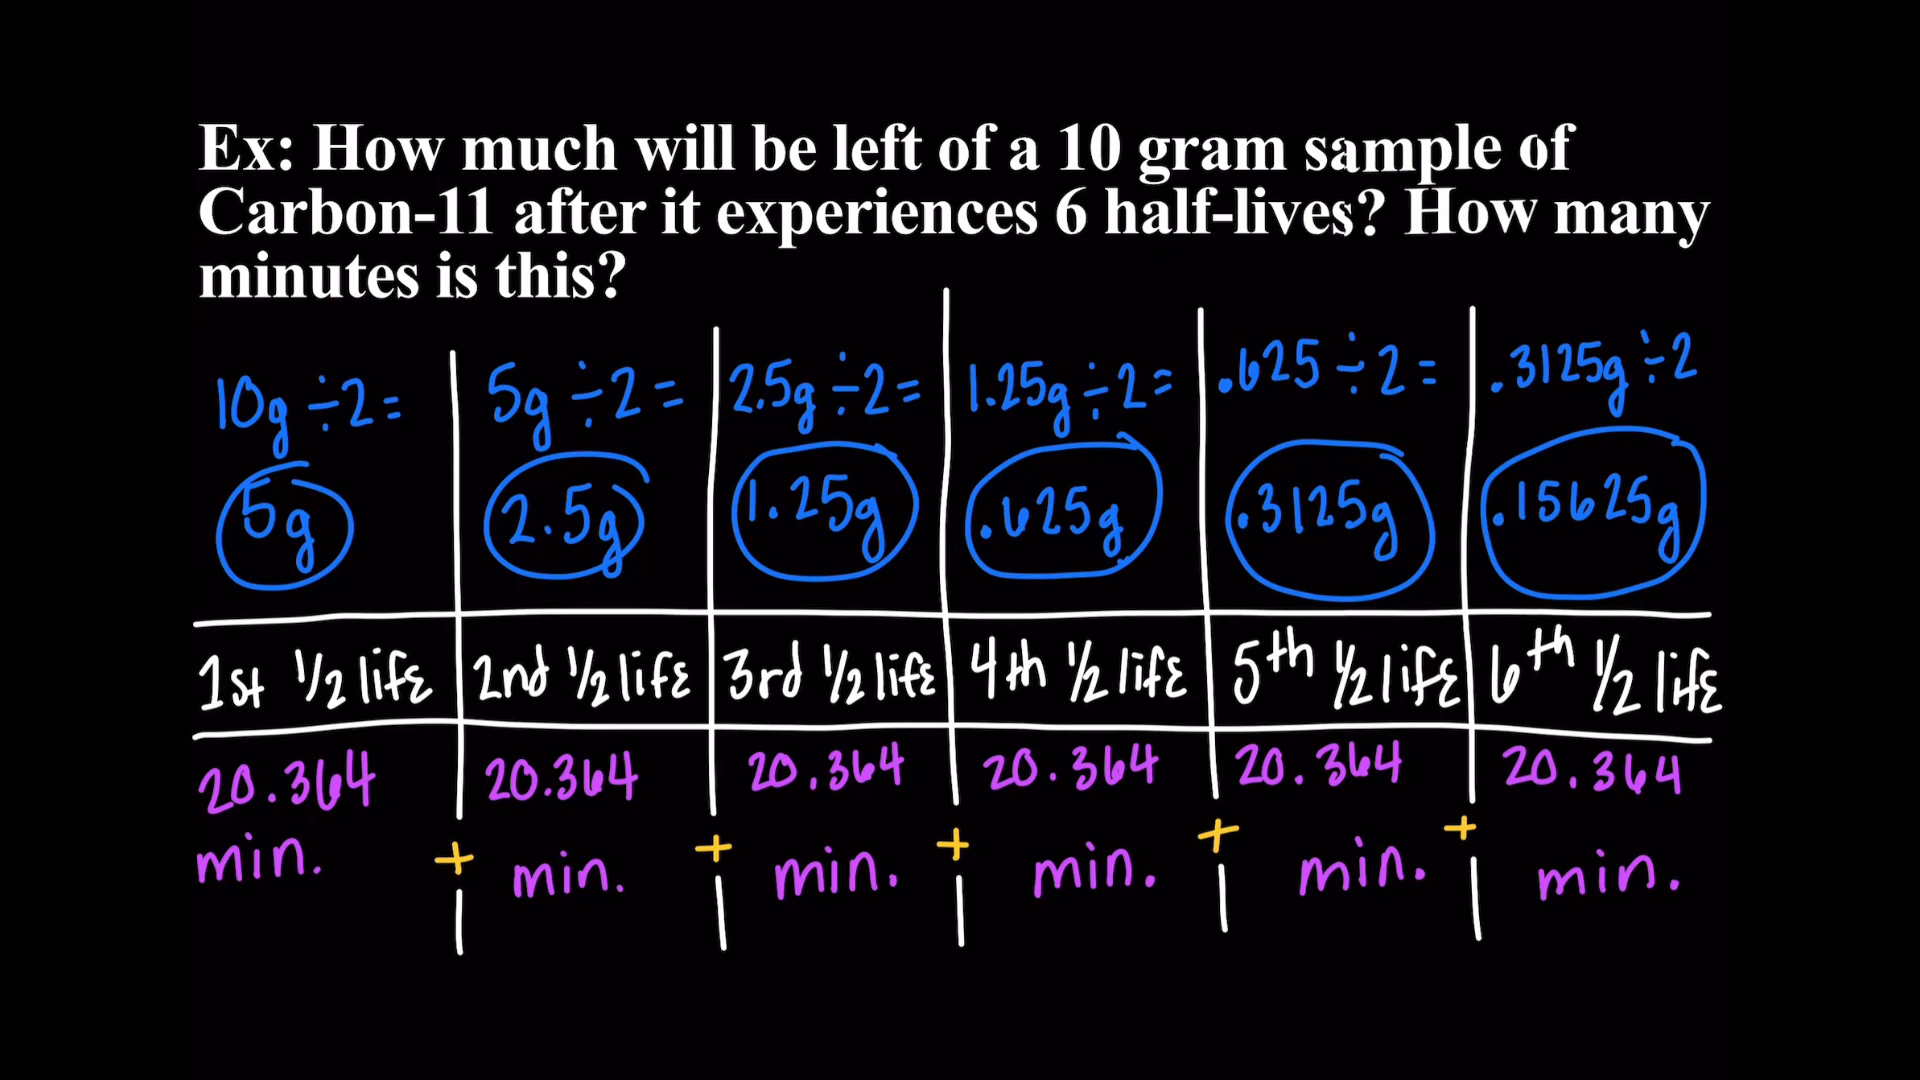 Ex: How much will be left of a 10 gram sample of
Carbon-11 after it experiences 6 half-lives? How many
minutes is this?
10g ÷ 2 =
5g
5g ÷ 2 =
2.5g
2.5g ÷ 2 =
1.25g
1.25g ÷ 2 =
.625g
.625 ÷ 2 =
.3125g
.3125g ÷ 2
.15625g
1st 1/2 life
2nd 1/2 life
3rd 1/2 life
4th 1/2 life
5th 1/2 life
6th 1/2 life
20.364
min.
+
20.364
min.
+
20.364
min.
+
20.364
min.
+
20.364
min.
+
20.364
min.